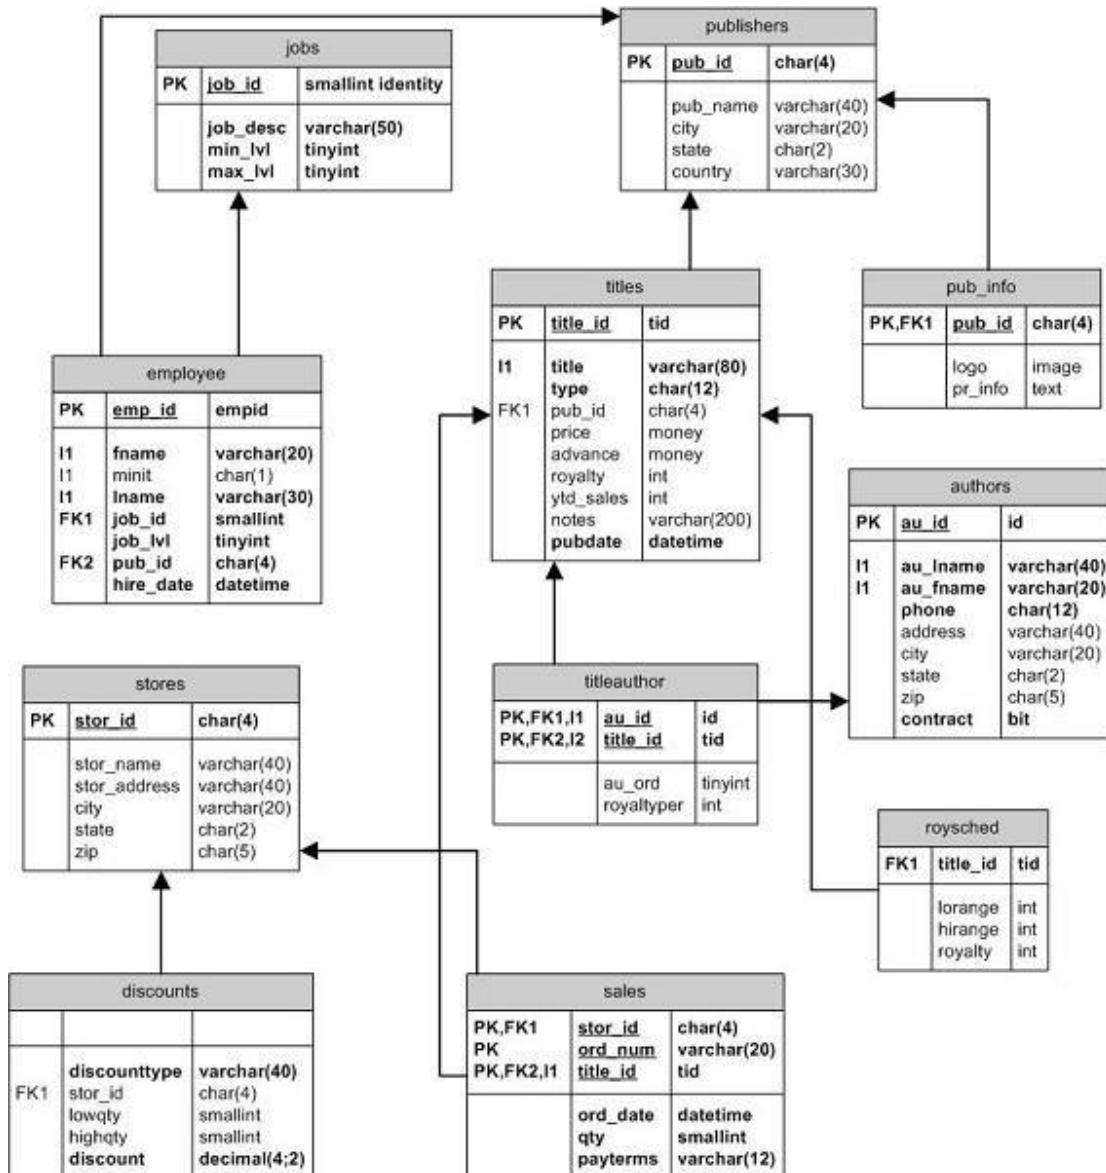 jobs
PK job_id smallint identity
job_desc varchar(50)
min_lvl tinyint
max_lvl tinyint
publishers
PK pub_id char(4)
pub_name varchar(40)
city varchar(20)
state char(2)
country varchar(30)
titles
PK title_id tid
I1 title varchar(80)
type char(12)
FK1 pub_id char(4)
price money
advance money
royalty int
ytd_sales int
notes varchar(200)
pubdate datetime
pub_info
PK,FK1 pub_id char(4)
logo image
pr_info text
employee
PK emp_id empid
I1 fname varchar(20)
I1 minit char(1)
I1 lname varchar(30)
FK1 job_id smallint
job_lvl tinyint
FK2 pub_id char(4)
hire_date datetime
authors
PK au_id id
I1 au_lname varchar(40)
I1 au_fname varchar(20)
phone char(12)
address varchar(40)
city varchar(20)
state char(2)
zip char(5)
contract bit
stores
PK stor_id char(4)
stor_name varchar(40)
stor_address varchar(40)
city varchar(20)
state char(2)
zip char(5)
titleauthor
PK,FK1,I1 au_id id
PK,FK2,I2 title_id tid
au_ord tinyint
royaltyper int
roysched
FK1 title_id tid
lorange int
hirange int
royalty int
discounts
discounttype varchar(40)
FK1 stor_id char(4)
lowqty smallint
highqty smallint
discount decimal(4;2)
sales
PK,FK1 stor_id char(4)
PK ord_num varchar(20)
PK,FK2,I1 title_id tid
ord_date datetime
qty smallint
payterms varchar(12)